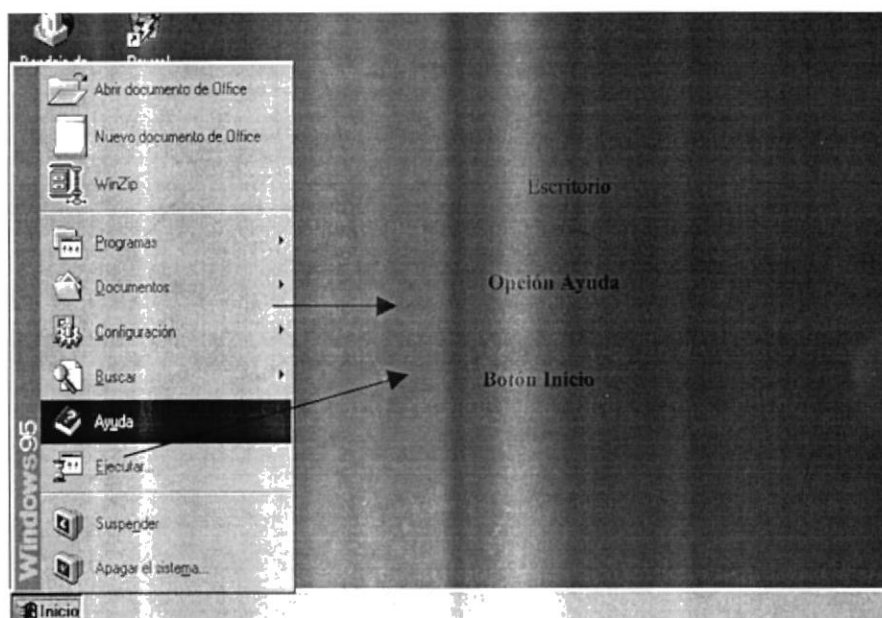 Abrir documento de Office
Nuevo documento de Office
WinZip
Escritorio
Programas
Opción Ayuda
Documentos
Configuración
Buscar
Botón Inicio
Ayuda
Ejecutar...
Suspender
Apagar el sistema...
Windows95
Inicio